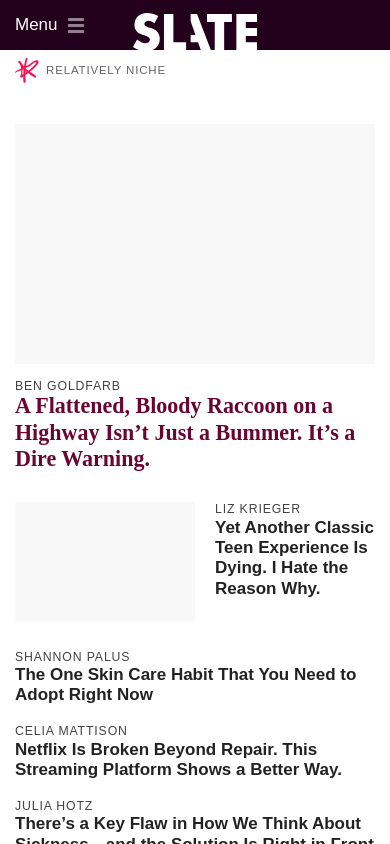 Menu
SLATE
RELATIVELY NICHE
BEN GOLDFARB
A Flattened, Bloody Raccoon on a
Highway Isn’t Just a Bummer. It’s a
Dire Warning.
LIZ KRIEGER
Yet Another Classic
Teen Experience Is
Dying. I Hate the
Reason Why.
SHANNON PALUS
The One Skin Care Habit That You Need to
Adopt Right Now
CELIA MATTISON
Netflix Is Broken Beyond Repair. This
Streaming Platform Shows a Better Way.
JULIA HOTZ
There’s a Key Flaw in How We Think About
Sickness—and the Solution Is Right in Front